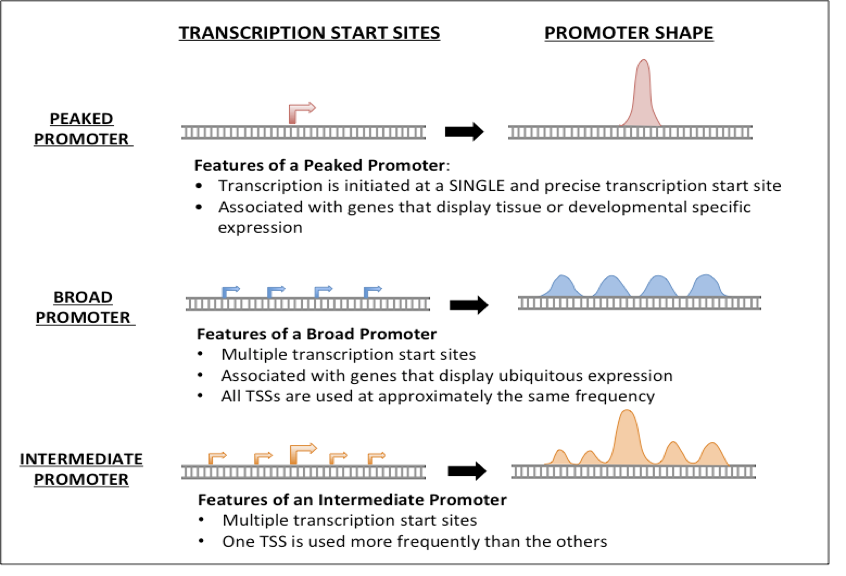 TRANSCRIPTION START SITES
PROMOTER SHAPE
PEAKED
PROMOTER
Features of a Peaked Promoter:
• Transcription is initiated at a SINGLE and precise transcription start site
• Associated with genes that display tissue or developmental specific
expression
BROAD
PROMOTER
Features of a Broad Promoter
• Multiple transcription start sites
• Associated with genes that display ubiquitous expression
• All TSSs are used at approximately the same frequency
INTERMEDIATE
PROMOTER
Features of an Intermediate Promoter
• Multiple transcription start sites
• One TSS is used more frequently than the others